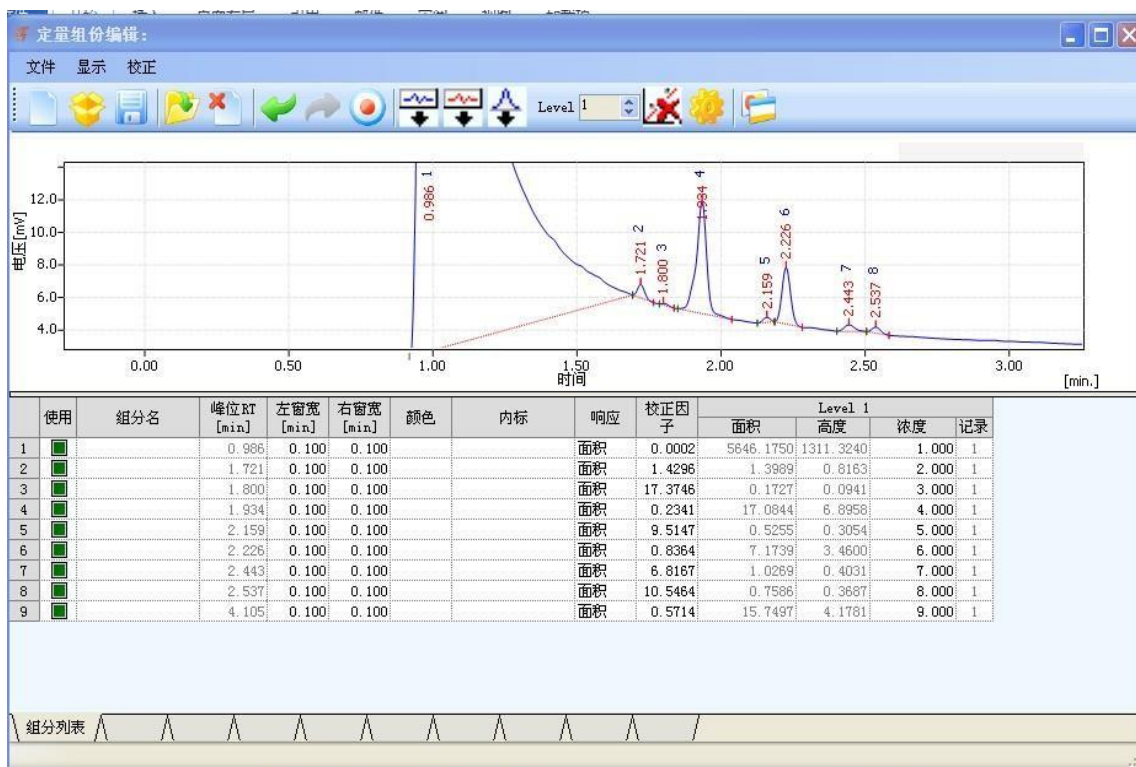 定量组份编辑:
文件 显示 校正
Level 1
电压[mV]
12.0
10.0
8.0
6.0
4.0
0.986 1
1.721 2
1.800 3
1.934 4
2.159 5
2.226 6
2.443 7
2.537 8
0.00 0.50 1.00 1.50 2.00 2.50 3.00
时间
[min.]
使用 组分名 峰位RT [min] 左窗宽 [min] 右窗宽 [min] 颜色 内标 响应 校正因子 Level 1
面积 高度 浓度 记录
1 0.986 0.100 0.100 面积 0.0002 5646.1750 1311.3240 1.000 1
2 1.721 0.100 0.100 面积 1.4296 1.3989 0.8163 2.000 1
3 1.800 0.100 0.100 面积 17.3746 0.1727 0.0941 3.000 1
4 1.934 0.100 0.100 面积 0.2341 17.0844 6.8958 4.000 1
5 2.159 0.100 0.100 面积 9.5147 0.5255 0.3054 5.000 1
6 2.226 0.100 0.100 面积 0.8364 7.1739 3.4600 6.000 1
7 2.443 0.100 0.100 面积 6.8167 1.0269 0.4031 7.000 1
8 2.537 0.100 0.100 面积 10.5464 0.7586 0.3687 8.000 1
9 4.105 0.100 0.100 面积 0.5714 15.7497 4.1781 9.000 1
组分列表